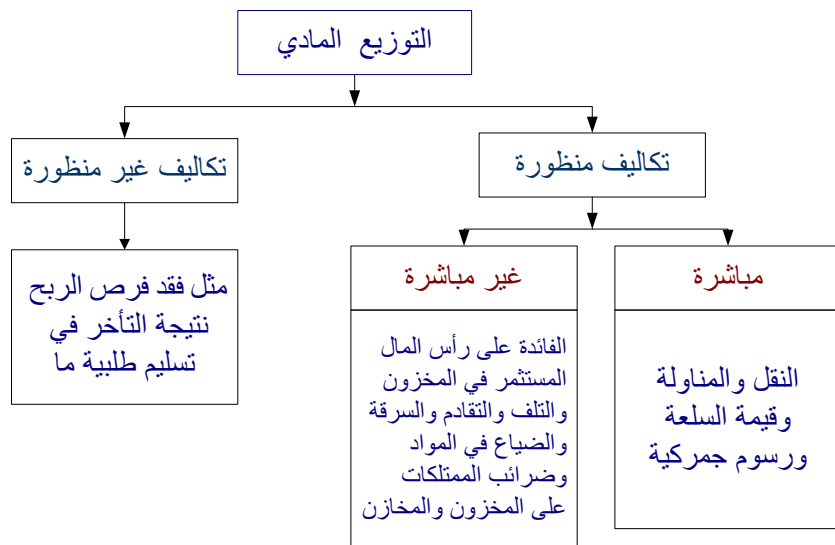 التوزيع المادي
تكاليف منظورة
تكاليف غير منظورة
مباشرة
النقل والمناولة
وقيمة السلعة
ورسوم جمركية
غير مباشرة
الفائدة على رأس المال
المستثمر في المخزون
والتلف والتقادم والسرقة
والضياع في المواد
وضرائب الممتلكات
على المخزون والمخازن
مثل فقد فرص الربح
نتيجة التأخر في
تسليم طلبية ما